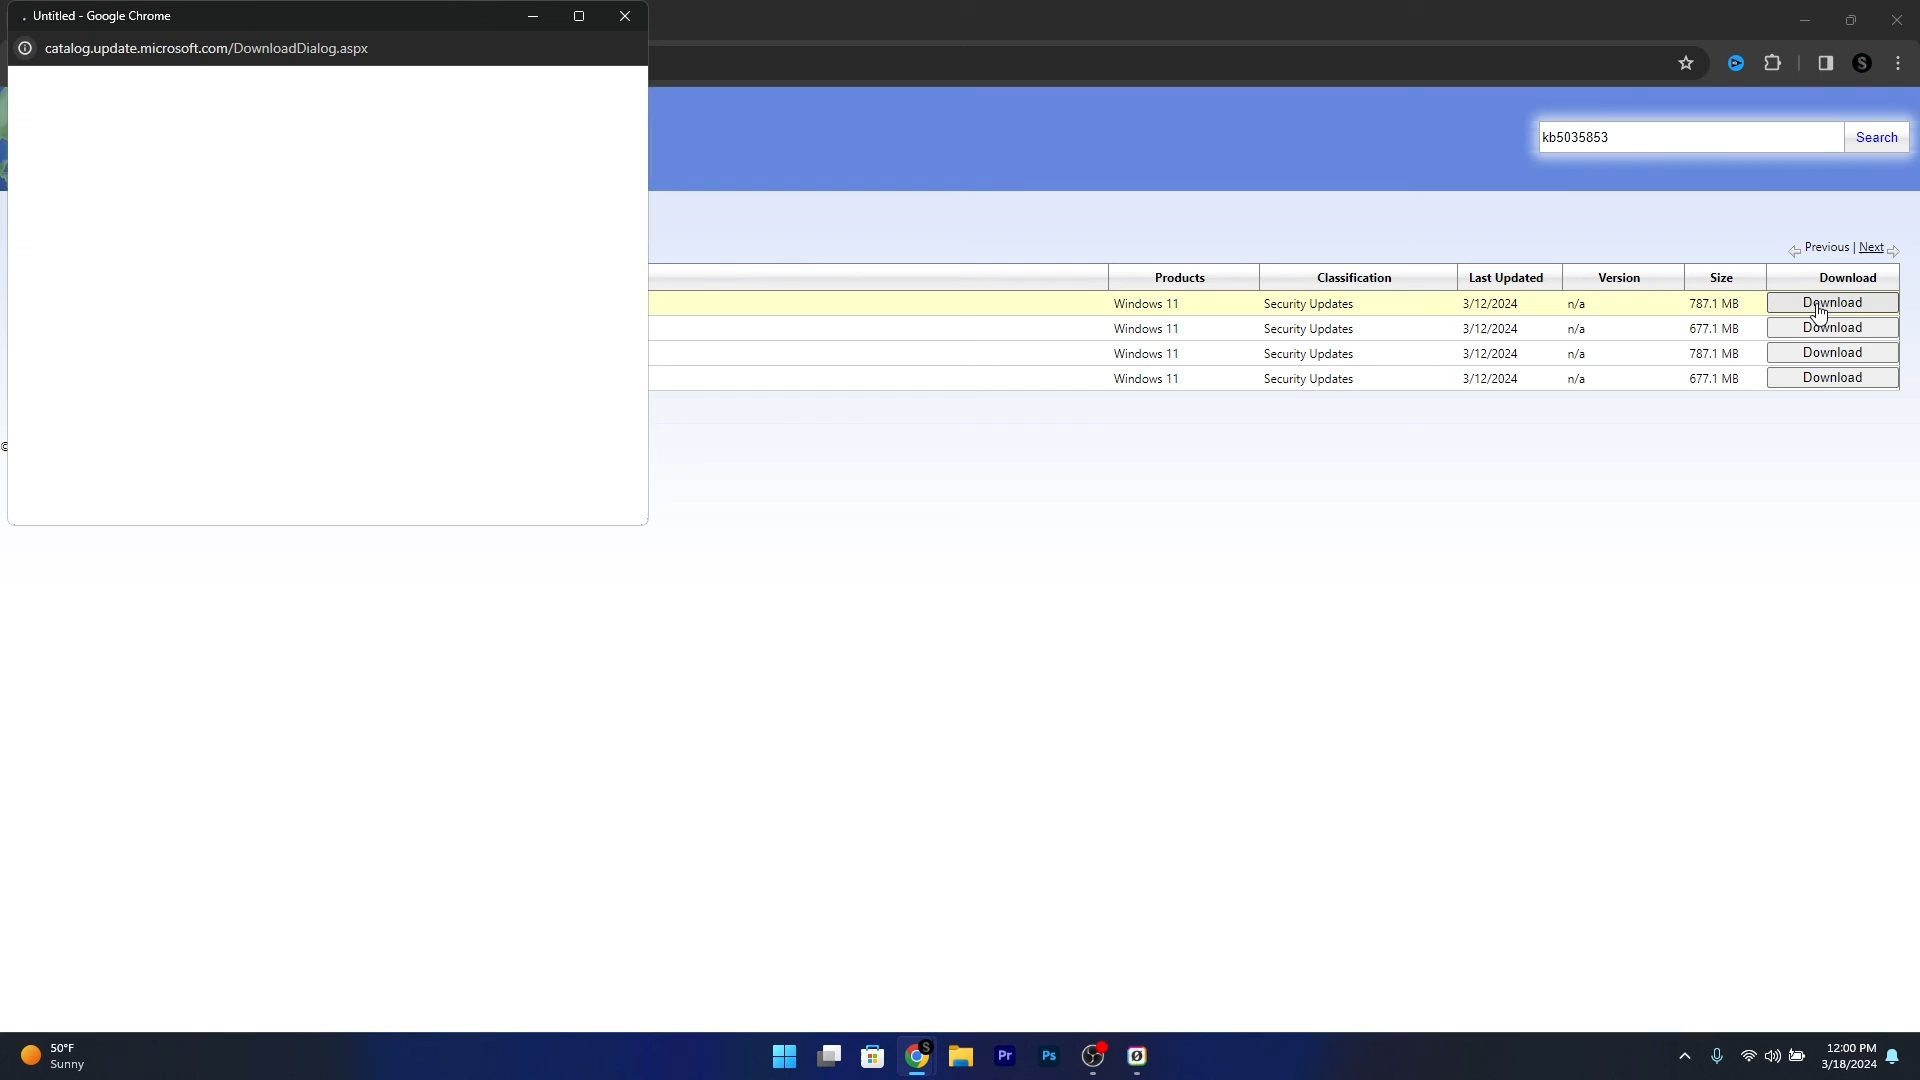 Untitled - Google Chrome
catalog.update.microsoft.com/DownloadDialog.aspx
S
kb5035853 Search
Previous | Next
Products Classification Last Updated Version Size Download
Windows 11 Security Updates 3/12/2024 n/a 787.1 MB Download
Windows 11 Security Updates 3/12/2024 n/a 677.1 MB Download
Windows 11 Security Updates 3/12/2024 n/a 787.1 MB Download
Windows 11 Security Updates 3/12/2024 n/a 677.1 MB Download
©
50°F
Sunny
S
Pr
Ps
12:00 PM
3/18/2024